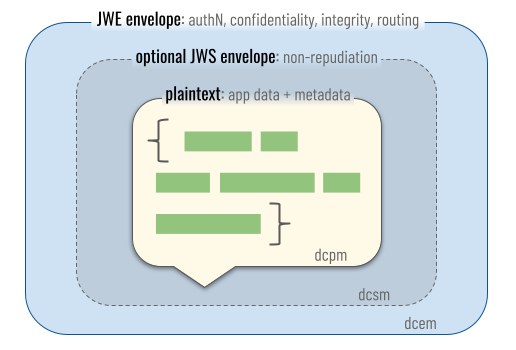 JWE envelope: authN, confidentiality, integrity, routing
optional JWS envelope: non-repudiation
plaintext: app data + metadata
dcpm
dcsm
dcem